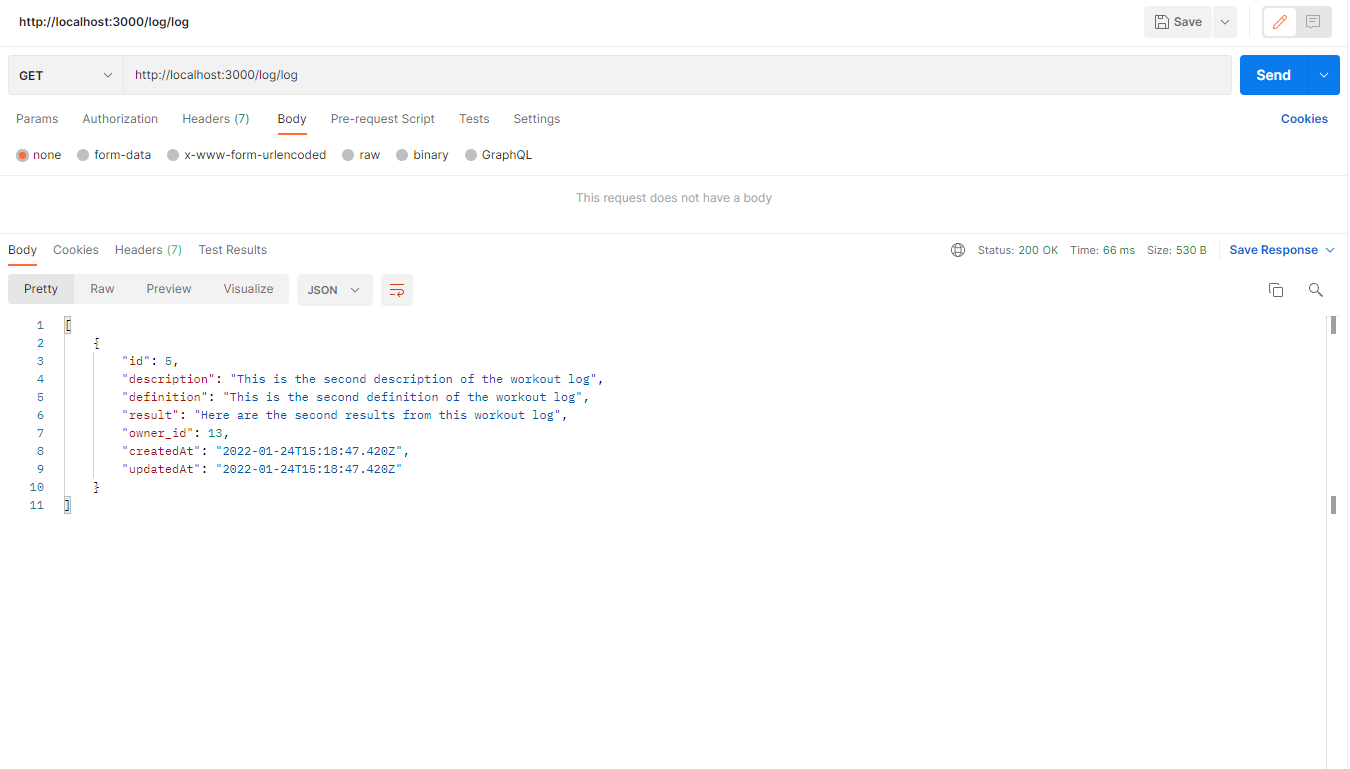 http://localhost:3000/log/log Save
GET http://localhost:3000/log/log Send
Params Authorization Headers (7) Body Pre-request Script Tests Settings Cookies
none form-data x-www-form-urlencoded raw binary GraphQL
This request does not have a body
Body Cookies Headers (7) Test Results Status: 200 OK Time: 66 ms Size: 530 B Save Response
Pretty Raw Preview Visualize JSON
1 [
2 {
3 "id": 5,
4 "description": "This is the second description of the workout log",
5 "definition": "This is the second definition of the workout log",
6 "result": "Here are the second results from this workout log",
7 "owner_id": 13,
8 "createdAt": "2022-01-24T15:18:47.420Z",
9 "updatedAt": "2022-01-24T15:18:47.420Z"
10 }
11 ]